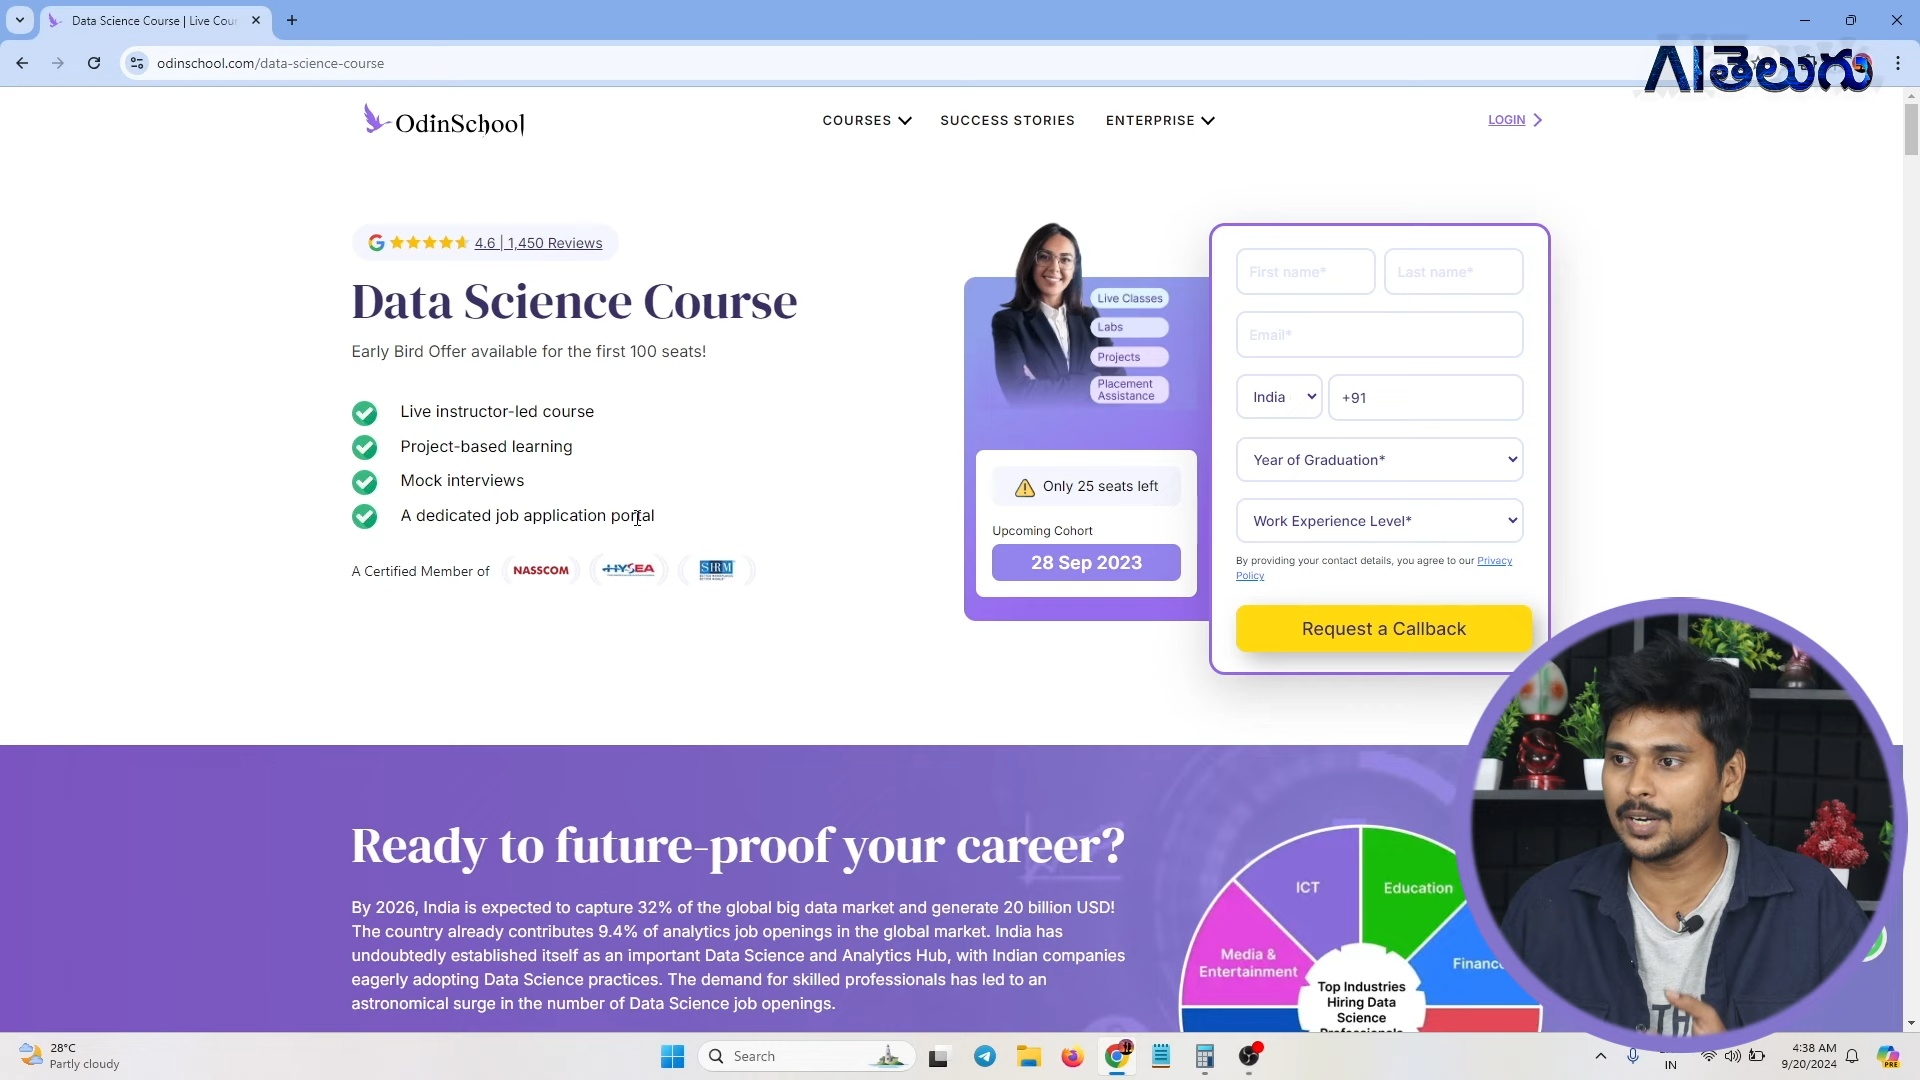 Data Science Course | Live Cour
odinschool.com/data-science-course
AI తెలుగు
OdinSchool
COURSES
SUCCESS STORIES
ENTERPRISE
LOGIN
4.6 | 1,450 Reviews
Data Science Course
Early Bird Offer available for the first 100 seats!
Live instructor-led course
Project-based learning
Mock interviews
A dedicated job application portal
A Certified Member of
NASSCOM
HYSEA
Live Classes
Labs
Projects
Placement
Assistance
Only 25 seats left
Upcoming Cohort
28 Sep 2023
First name*
Last name*
Email*
India
+91
Year of Graduation*
Work Experience Level*
By providing your contact details, you agree to our Privacy
Policy
Request a Callback
Ready to future-proof your career?
By 2026, India is expected to capture 32% of the global big data market and generate 20 billion USD!
The country already contributes 9.4% of analytics job openings in the global market. India has
undoubtedly established itself as an important Data Science and Analytics Hub, with Indian companies
eagerly adopting Data Science practices. The demand for skilled professionals has led to an
astronomical surge in the number of Data Science job openings.
ICT
Education
Media &
Entertainment
Financ
Top Industries
Hiring Data
Science
28°C
Partly cloudy
Search
IN
4:38 AM
9/20/2024